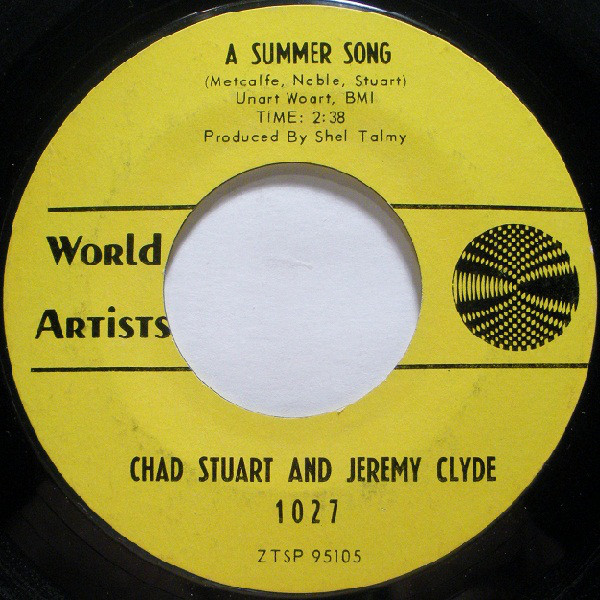 A SUMMER SONG
(Metcalfe, Noble, Stuart)
Unart Woart, BMI
TIME: 2:38
Produced By Shel Talmy
World
Artists
CHAD STUART AND JEREMY CLYDE
1027
ZTSP 95105